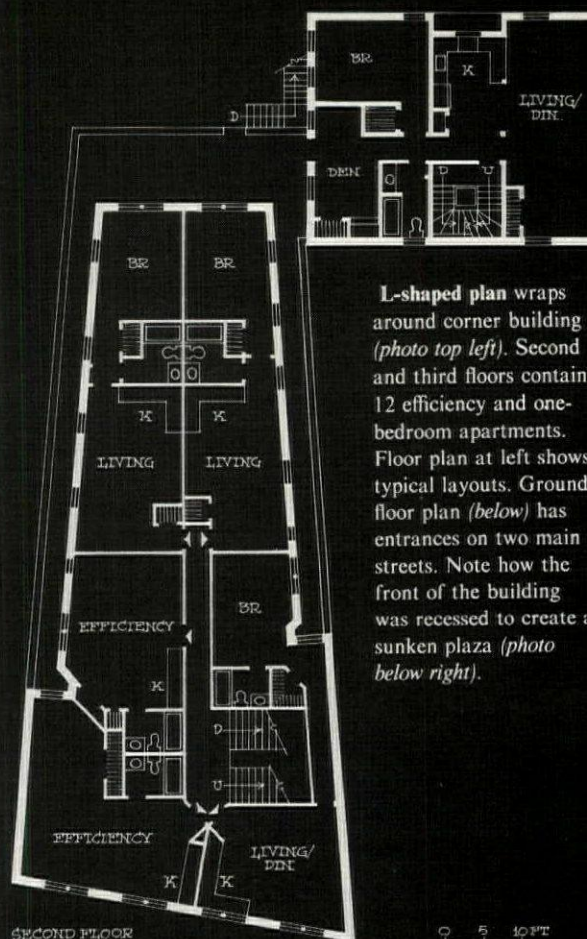 BR
K
LIVING/
DIN.
D
DEN
D U
BR BR
L-shaped plan wraps
around corner building
(photo top left). Second
and third floors contain
12 efficiency and one-
bedroom apartments.
Floor plan at left shows
typical layouts. Ground
floor plan (below) has
entrances on two main
streets. Note how the
front of the building
was recessed to create a
sunken plaza (photo
below right).
K K
LIVING LIVING
BR
EFFICIENCY
K
D
U
EFFICIENCY
LIVING/
DIN.
K K
SECOND FLOOR
0 5 10FT